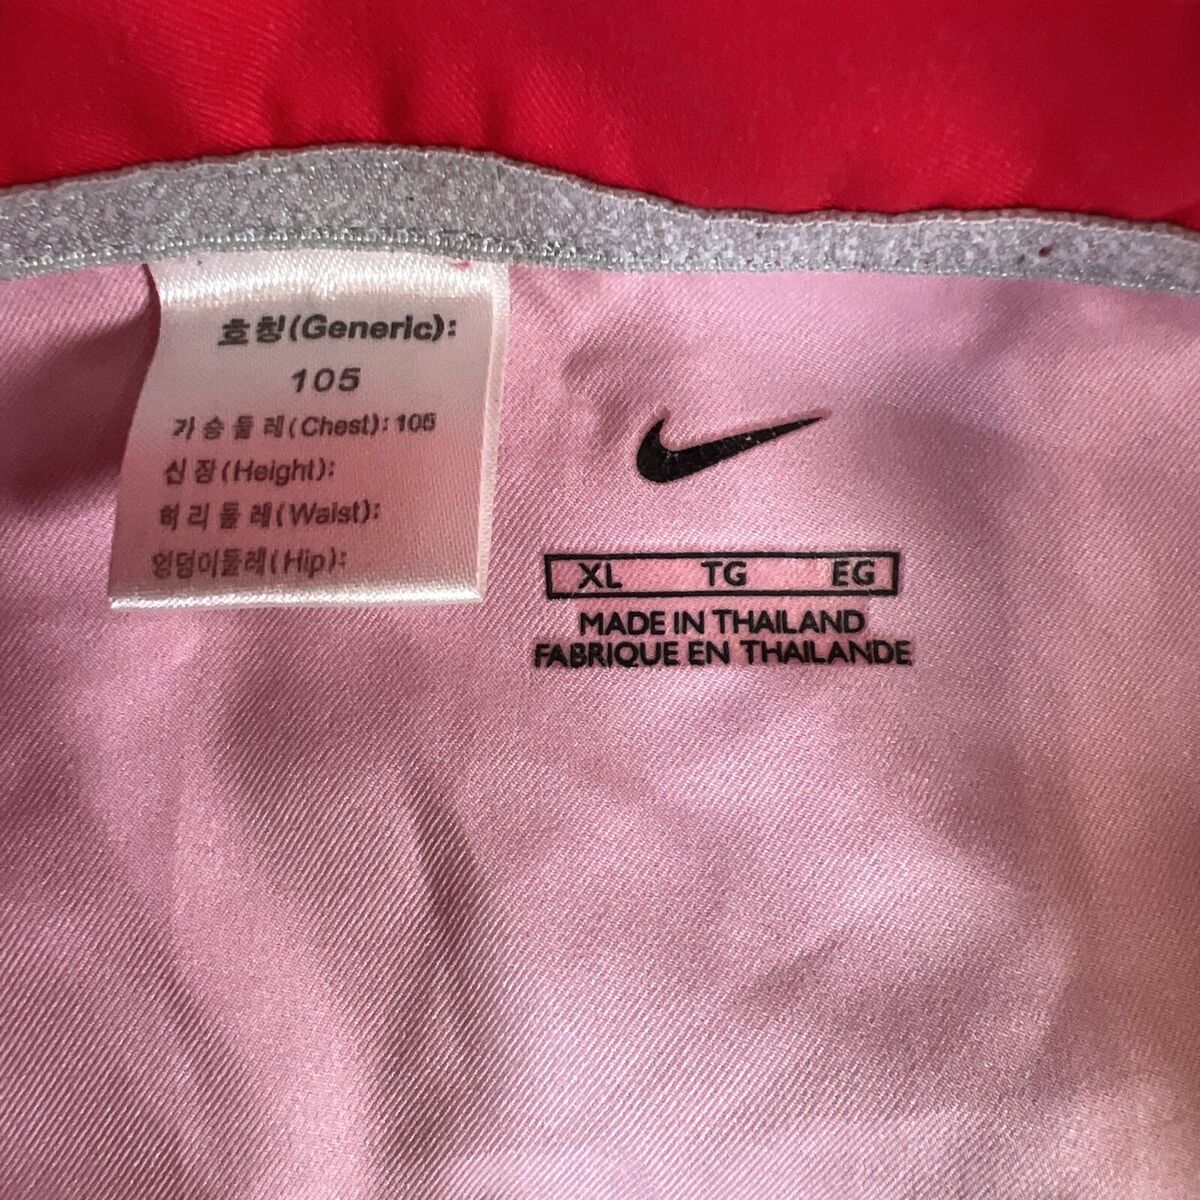 호칭(Generic):
105
가슴둘레(Chest): 105
신장(Height):
허리둘레(Waist):
엉덩이둘레(Hip):
XL TG EG
MADE IN THAILAND
FABRIQUE EN THAILANDE